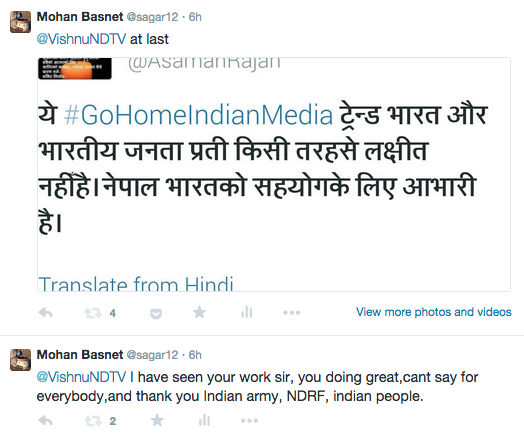 Mohan Basnet @sagar12 · 6h
@VishnuNDTV at last
@AsamanRajan
ये #GoHomeIndianMedia ट्रेन्ड भारत और
भारतीय जनता प्रती किसी तरहसे लक्षीत
नहीँहै।नेपाल भारतको सहयोगके लिए आभारी
है।
Translate from Hindi
4
View more photos and videos
Mohan Basnet @sagar12 · 6h
@VishnuNDTV I have seen your work sir, you doing great,cant say for
everybody,and thank you Indian army, NDRF, indian people.
2